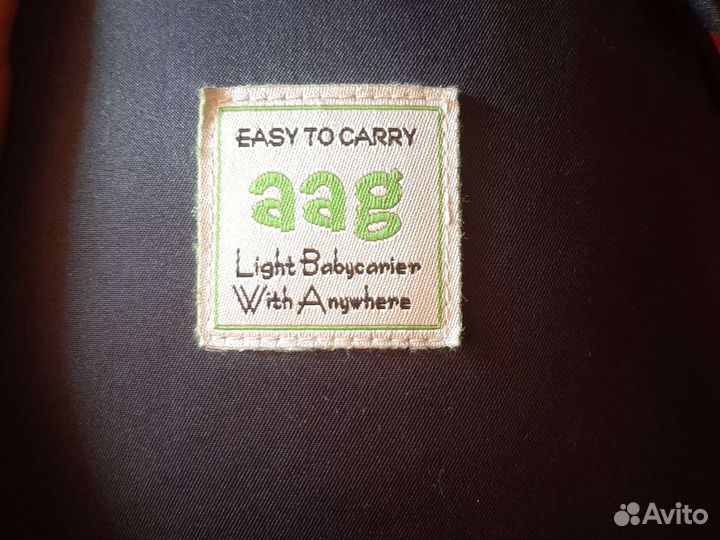 EASY TO CARRY
aag
Light Babycarier
With Anywhere
Avito